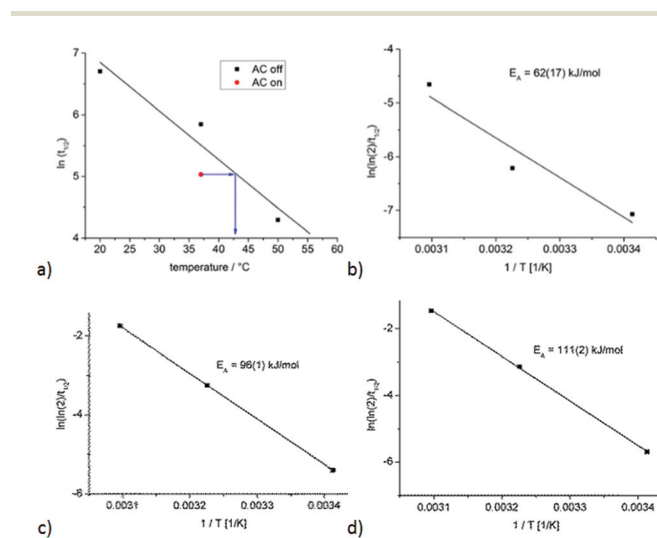 7
6
5
4
20 25 30 35 40 45 50 55 60
ln (t1/2)
temperature / °C
AC off
AC on
a)
-4
-5
-6
-7
0.0031 0.0032 0.0033 0.0034
ln(ln(2)/t1/2)
1 / T [1/K]
EA = 62(17) kJ/mol
b)
-2
-4
-6
0.0031 0.0032 0.0033 0.0034
ln(ln(2)/t1/2)
1 / T [1/K]
EA = 96(1) kJ/mol
c)
-2
-4
-6
0.0031 0.0032 0.0033 0.0034
ln(ln(2)/t1/2)
1 / T [1/K]
EA = 111(2) kJ/mol
d)